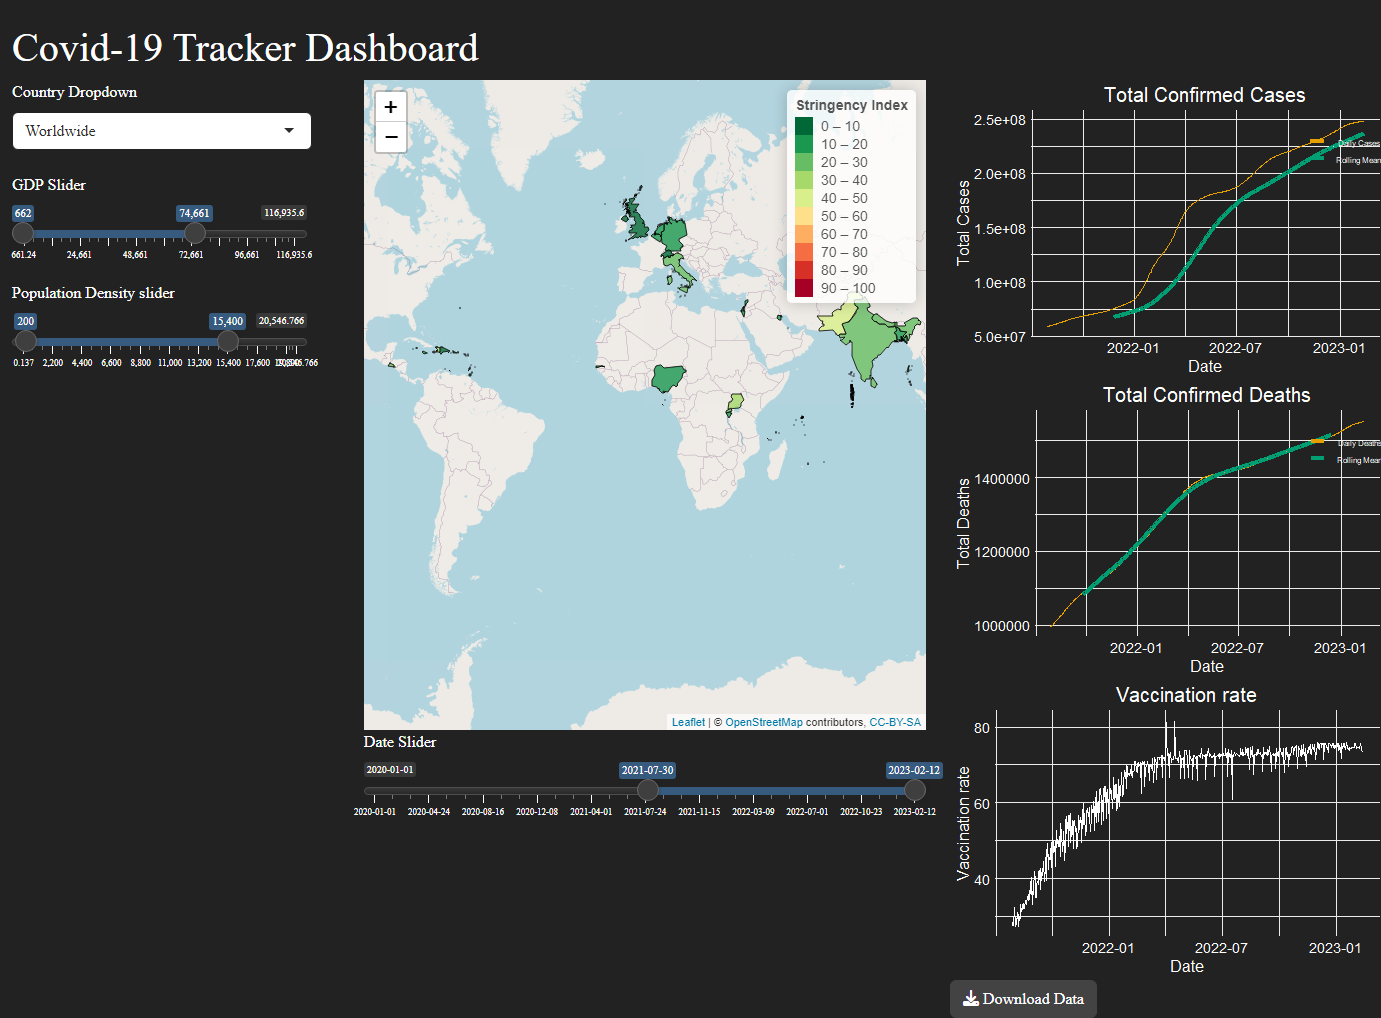 Covid-19 Tracker Dashboard
Country Dropdown
Worldwide
GDP Slider
662 74,661 116,935.6
661.24 24,661 48,661 72,661 96,661 116,935.6
Population Density slider
200 15,400 20,546.766
0.137 2,200 4,400 6,600 8,800 11,000 13,200 15,400 17,600
+
−
Stringency Index
0 – 10
10 – 20
20 – 30
30 – 40
40 – 50
50 – 60
60 – 70
70 – 80
80 – 90
90 – 100
Leaflet | © OpenStreetMap contributors, CC-BY-SA
Date Slider
2020-01-01 2021-07-30 2023-02-12
2020-01-01 2020-04-24 2020-08-16 2020-12-08 2021-04-01 2021-07-24 2021-11-15 2022-03-09 2022-07-01 2022-10-23 2023-02-12
Total Confirmed Cases
Total Cases
2.5e+08
2.0e+08
1.5e+08
1.0e+08
5.0e+07
Daily Cases
Rolling Mean
2022-01 2022-07 2023-01
Date
Total Confirmed Deaths
Total Deaths
1400000
1200000
1000000
Daily Deaths
Rolling Mean
2022-01 2022-07 2023-01
Date
Vaccination rate
Vaccination rate
80
60
40
2022-01 2022-07 2023-01
Date
Download Data